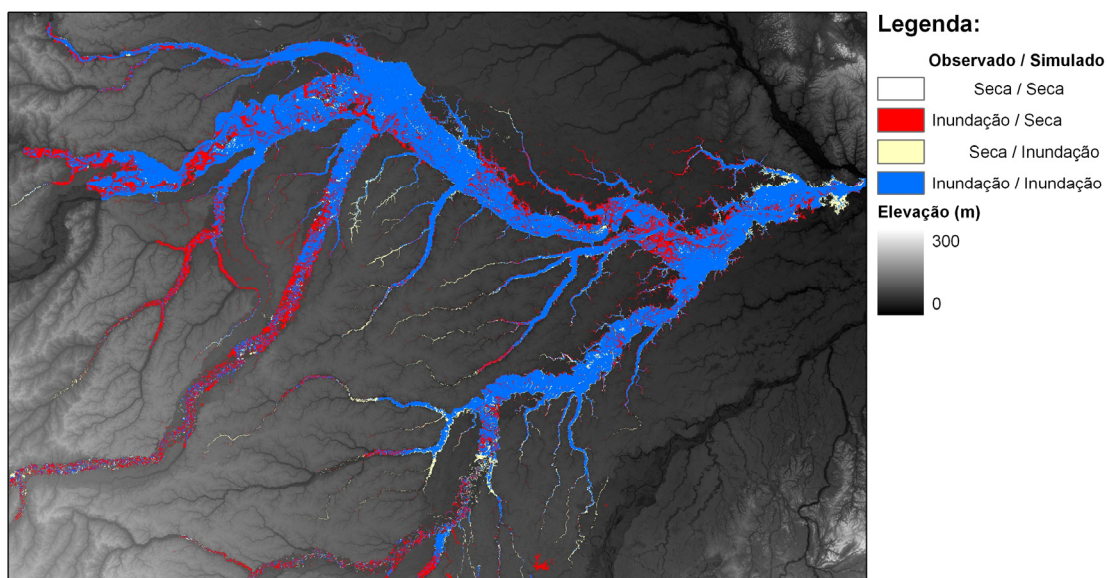 Legenda:
Observado / Simulado
Seca / Seca
Inundação / Seca
Seca / Inundação
Inundação / Inundação
Elevação (m)
300
0